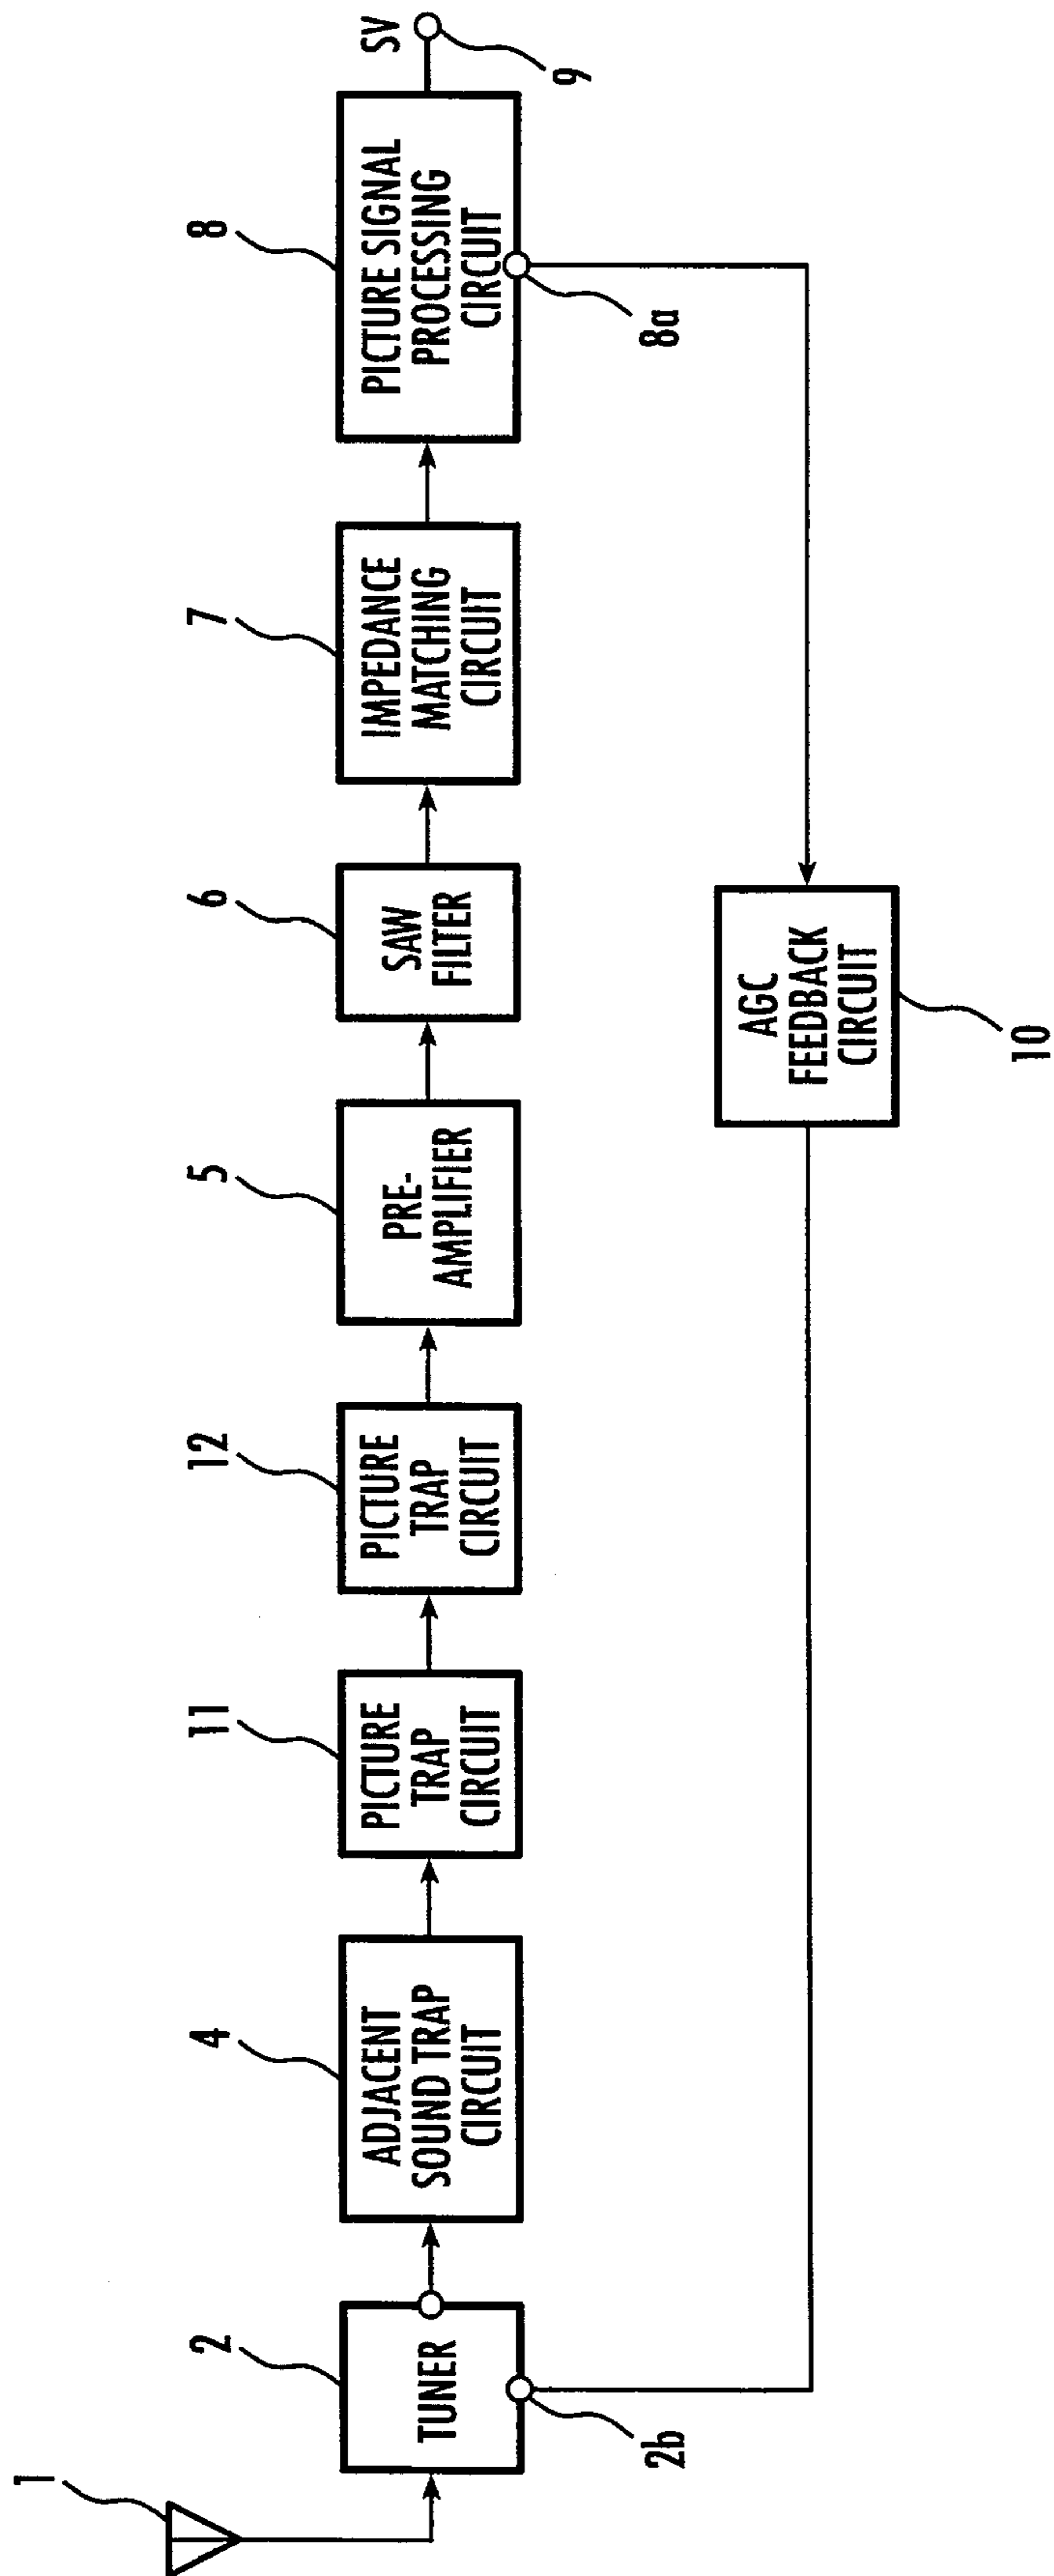 1
2
TUNER
2b
4
ADJACENT
SOUND TRAP
CIRCUIT
11
PICTURE
TRAP
CIRCUIT
12
PICTURE
TRAP
CIRCUIT
5
PRE-
AMPLIFIER
6
SAW
FILTER
7
IMPEDANCE
MATCHING
CIRCUIT
8
PICTURE SIGNAL
PROCESSING
CIRCUIT
8a
SV
9
AGC
FEEDBACK
CIRCUIT
10